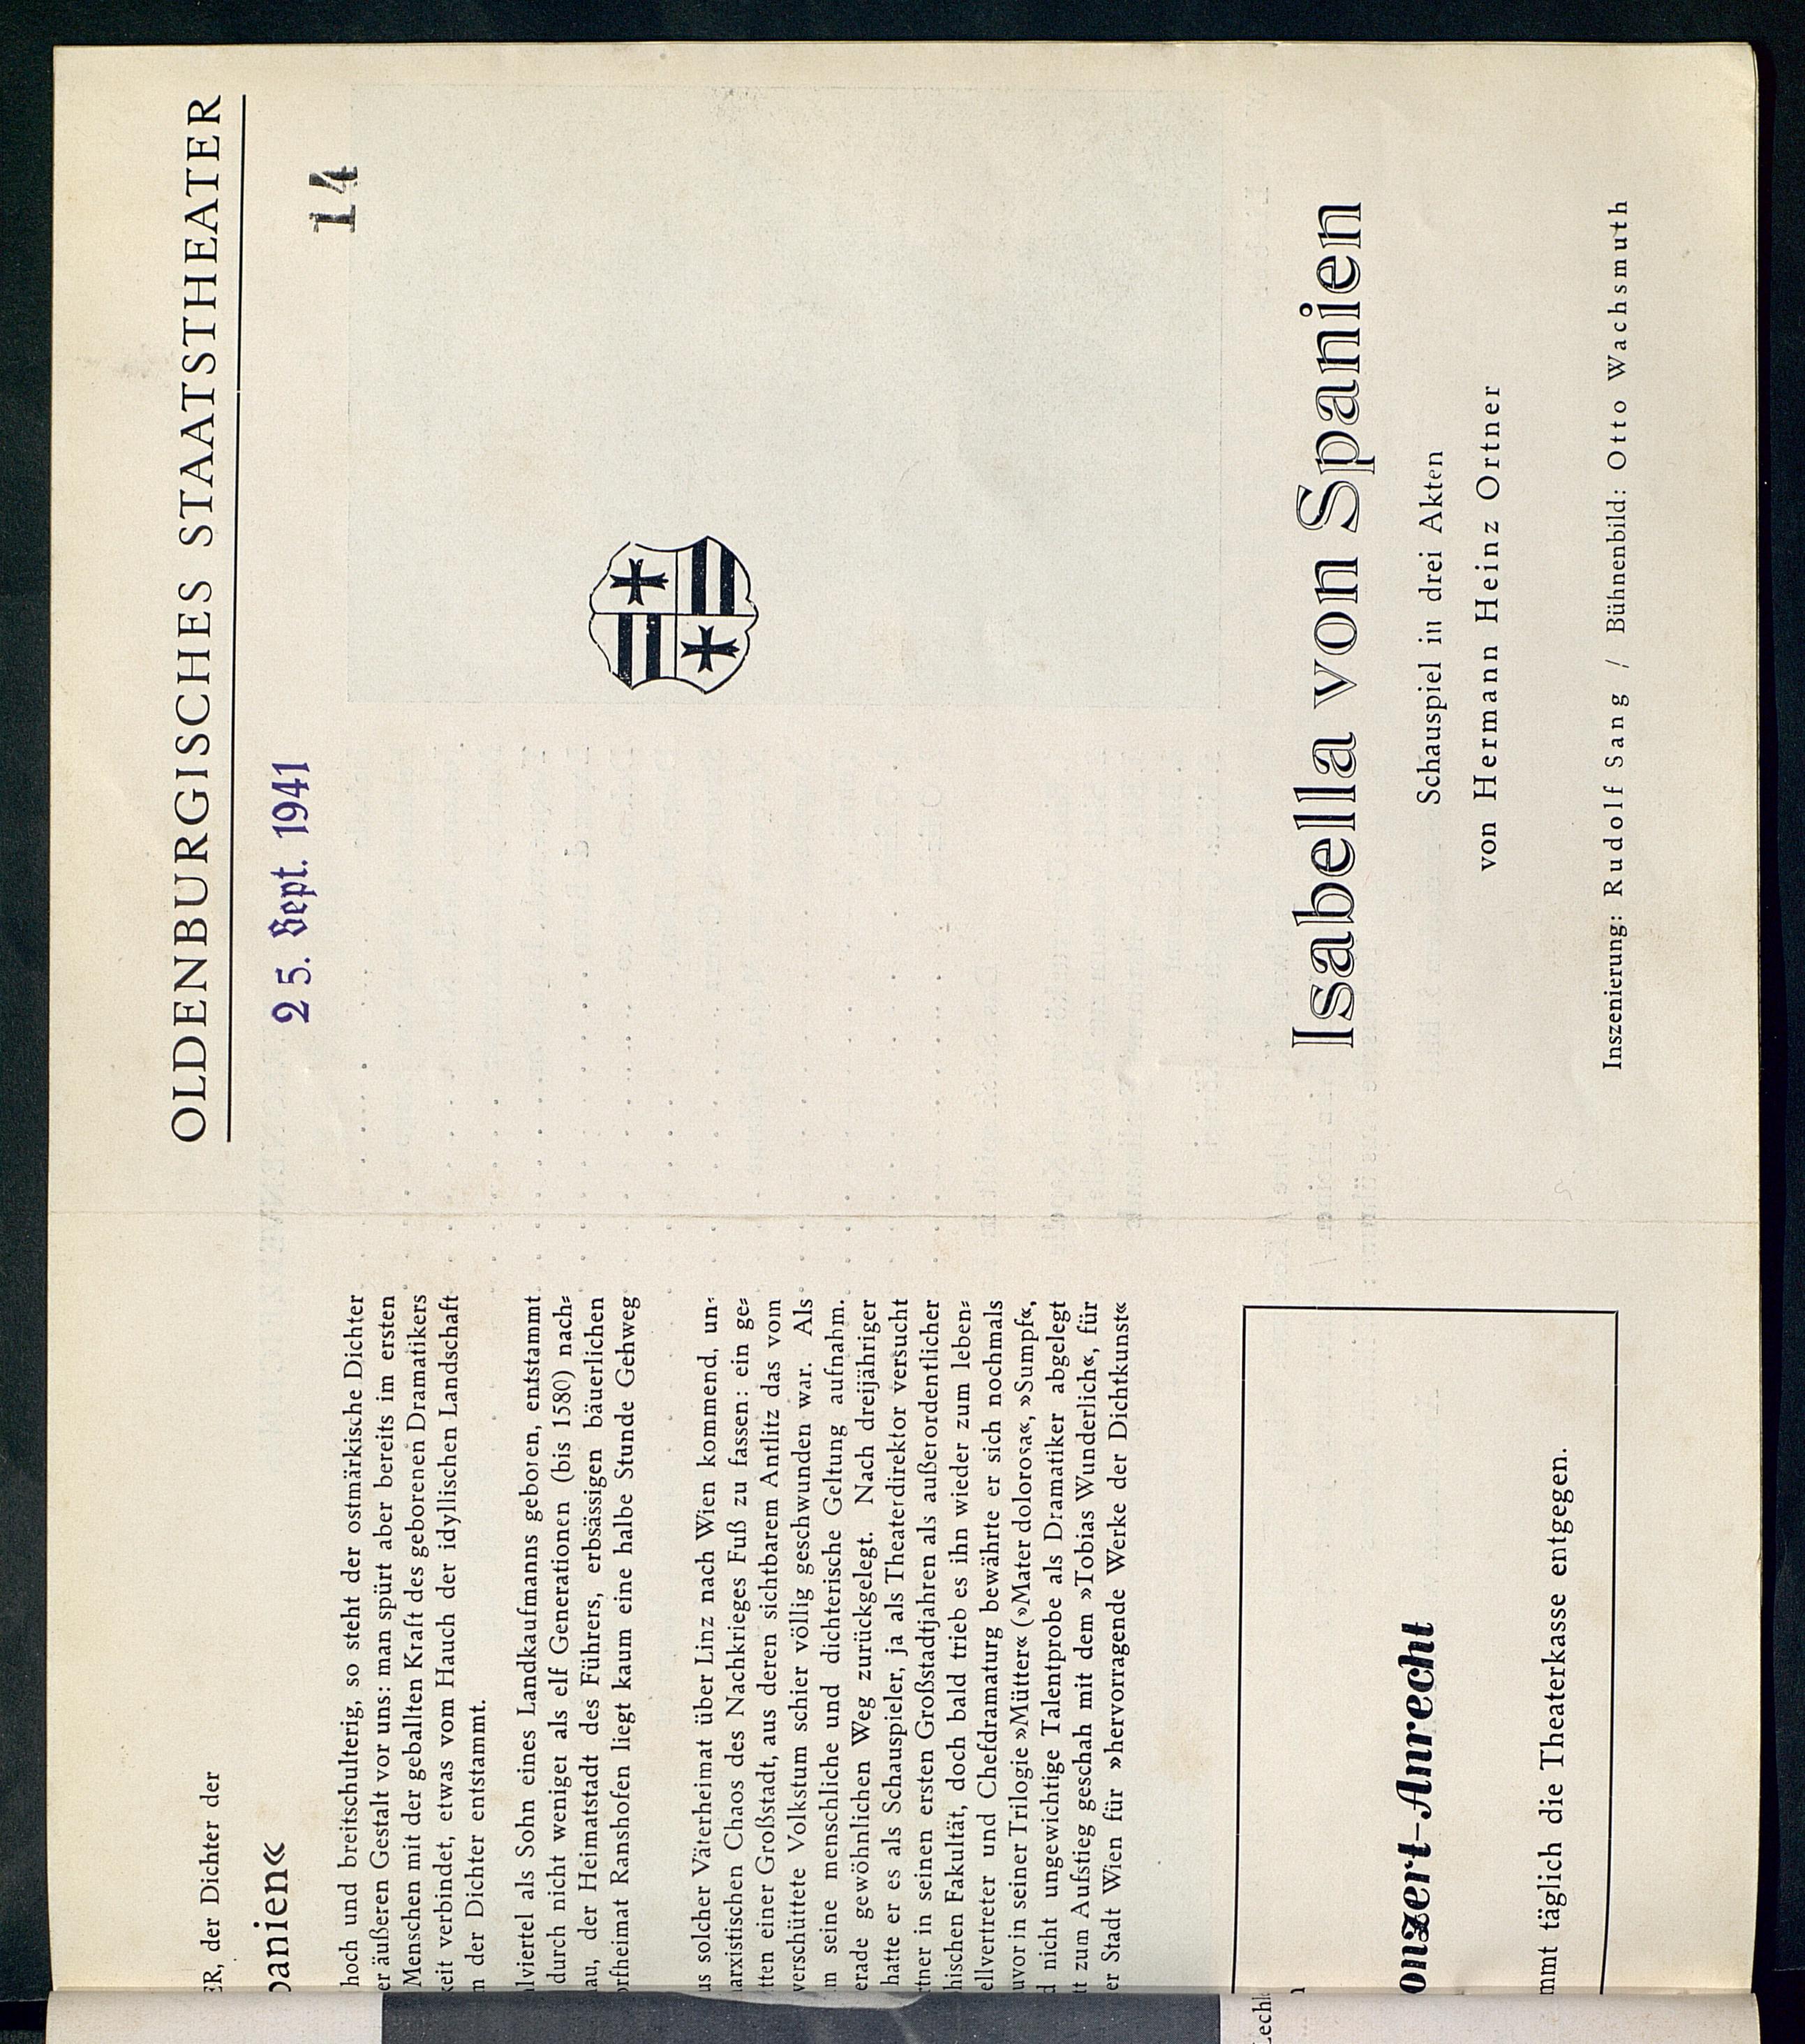 OLDENBURGISCHES STAATSTHEATER
25. Sept. 1941
14
Isabella von Spanien
Schauspiel in drei Akten
von Hermann Heinz Ortner
Inszenierung: Rudolf Sang / Bühnenbild: Otto Wachsmuth
ER, der Dichter der
panien«
hoch und breitschulterig, so steht der ostmärkische Dichter
er äußeren Gestalt vor uns: man spürt aber bereits im ersten
Menschen mit der geballten Kraft des geborenen Dramatikers
keit verbindet, etwas vom Hauch der idyllischen Landschaft
n der Dichter entstammt.
lviertel als Sohn eines Landkaufmanns geboren, entstammt
durch nicht weniger als elf Generationen (bis 1580) nach-
au, der Heimatstadt des Führers, erbsässigen bäuerlichen
orfheimat Ranshofen liegt kaum eine halbe Stunde Gehweg
us solcher Väterheimat über Linz nach Wien kommend, un-
arxistischen Chaos des Nachkrieges Fuß zu fassen: ein ge-
tten einer Großstadt, aus deren sichtbarem Antlitz das vom
verschüttete Volkstum schier völlig geschwunden war. Als
m seine menschliche und dichterische Geltung aufnahm.
erade gewöhnlichen Weg zurückgelegt. Nach dreijähriger
hatte er es als Schauspieler, ja als Theaterdirektor versucht
tner in seinen ersten Großstadtjahren als außerordentlicher
hischen Fakultät, doch bald trieb es ihn wieder zum leben-
ellvertreter und Chefdramaturg bewährte er sich nochmals
uvor in seiner Trilogie »Mütter« (»Mater dolorosa«, »Sumpf«,
d nicht ungewichtige Talentprobe als Dramatiker abgelegt
tt zum Aufstieg geschah mit dem »Tobias Wunderlich«, für
er Stadt Wien für »hervorragende Werke der Dichtkunst«
onzert-Anrecht
mmt täglich die Theaterkasse entgegen.
Lechl
n